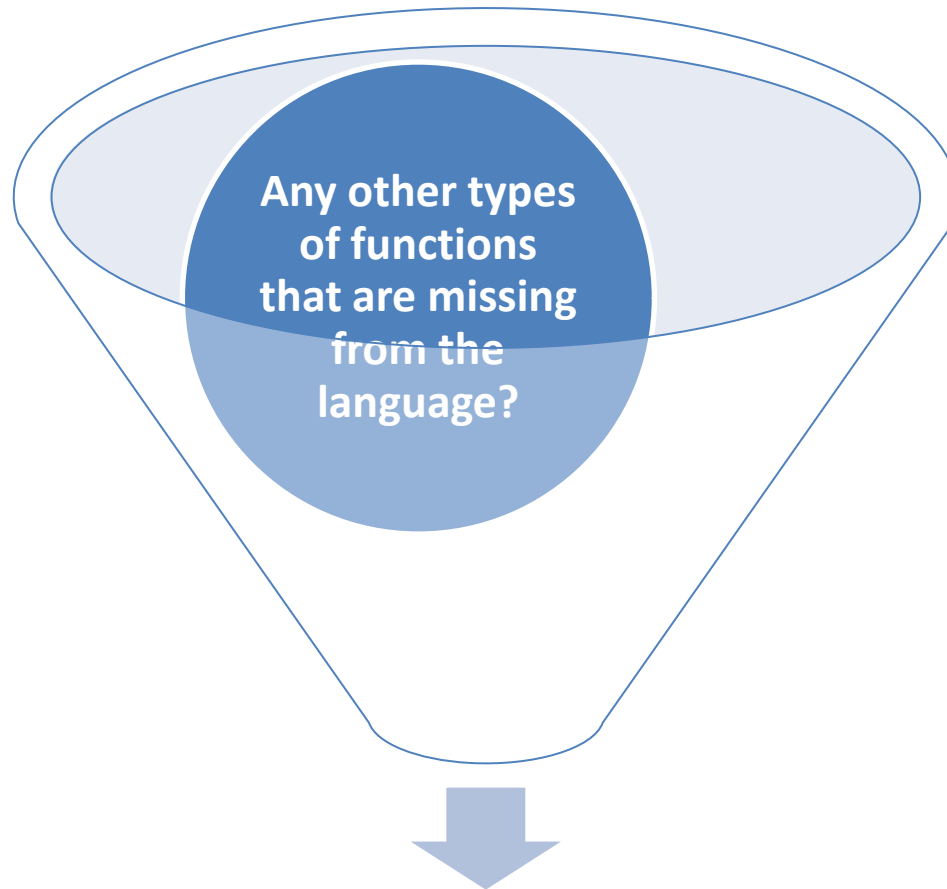 Any other types
of functions
that are missing
from the
language?